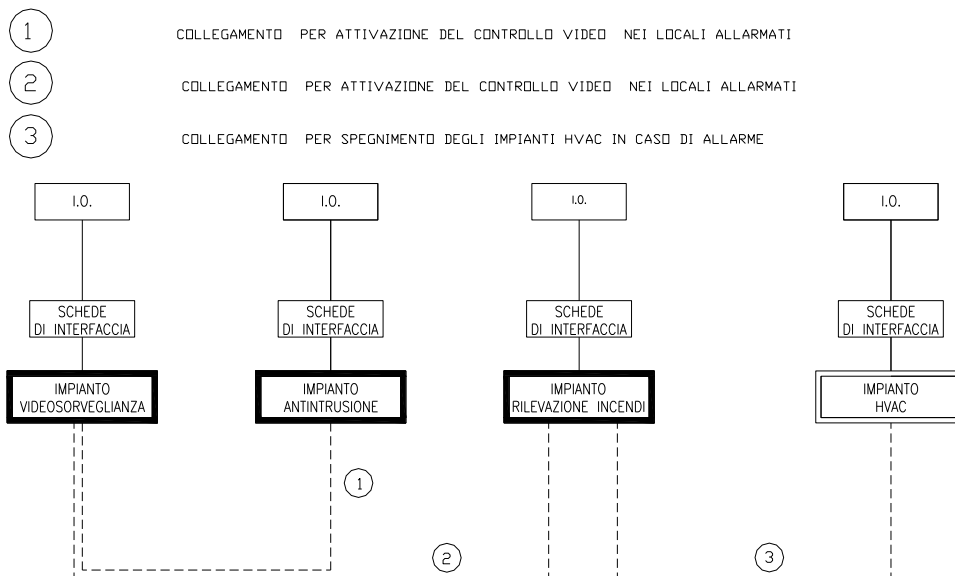 1 COLLEGAMENTO PER ATTIVAZIONE DEL CONTROLLO VIDEO NEI LOCALI ALLARMATI
2 COLLEGAMENTO PER ATTIVAZIONE DEL CONTROLLO VIDEO NEI LOCALI ALLARMATI
3 COLLEGAMENTO PER SPEGNIMENTO DEGLI IMPIANTI HVAC IN CASO DI ALLARME
I.O.
I.O.
I.O.
I.O.
SCHEDE
DI INTERFACCIA
SCHEDE
DI INTERFACCIA
SCHEDE
DI INTERFACCIA
SCHEDE
DI INTERFACCIA
IMPIANTO
VIDEOSORVEGLIANZA
IMPIANTO
ANTINTRUSIONE
IMPIANTO
RILEVAZIONE INCENDI
IMPIANTO
HVAC
1
2
3